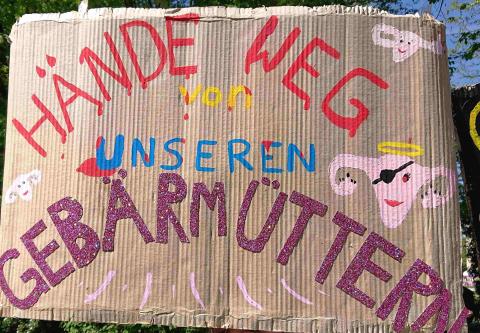 HÄNDE WEG
von
UNSEREN
GEBÄRMÜTTERN